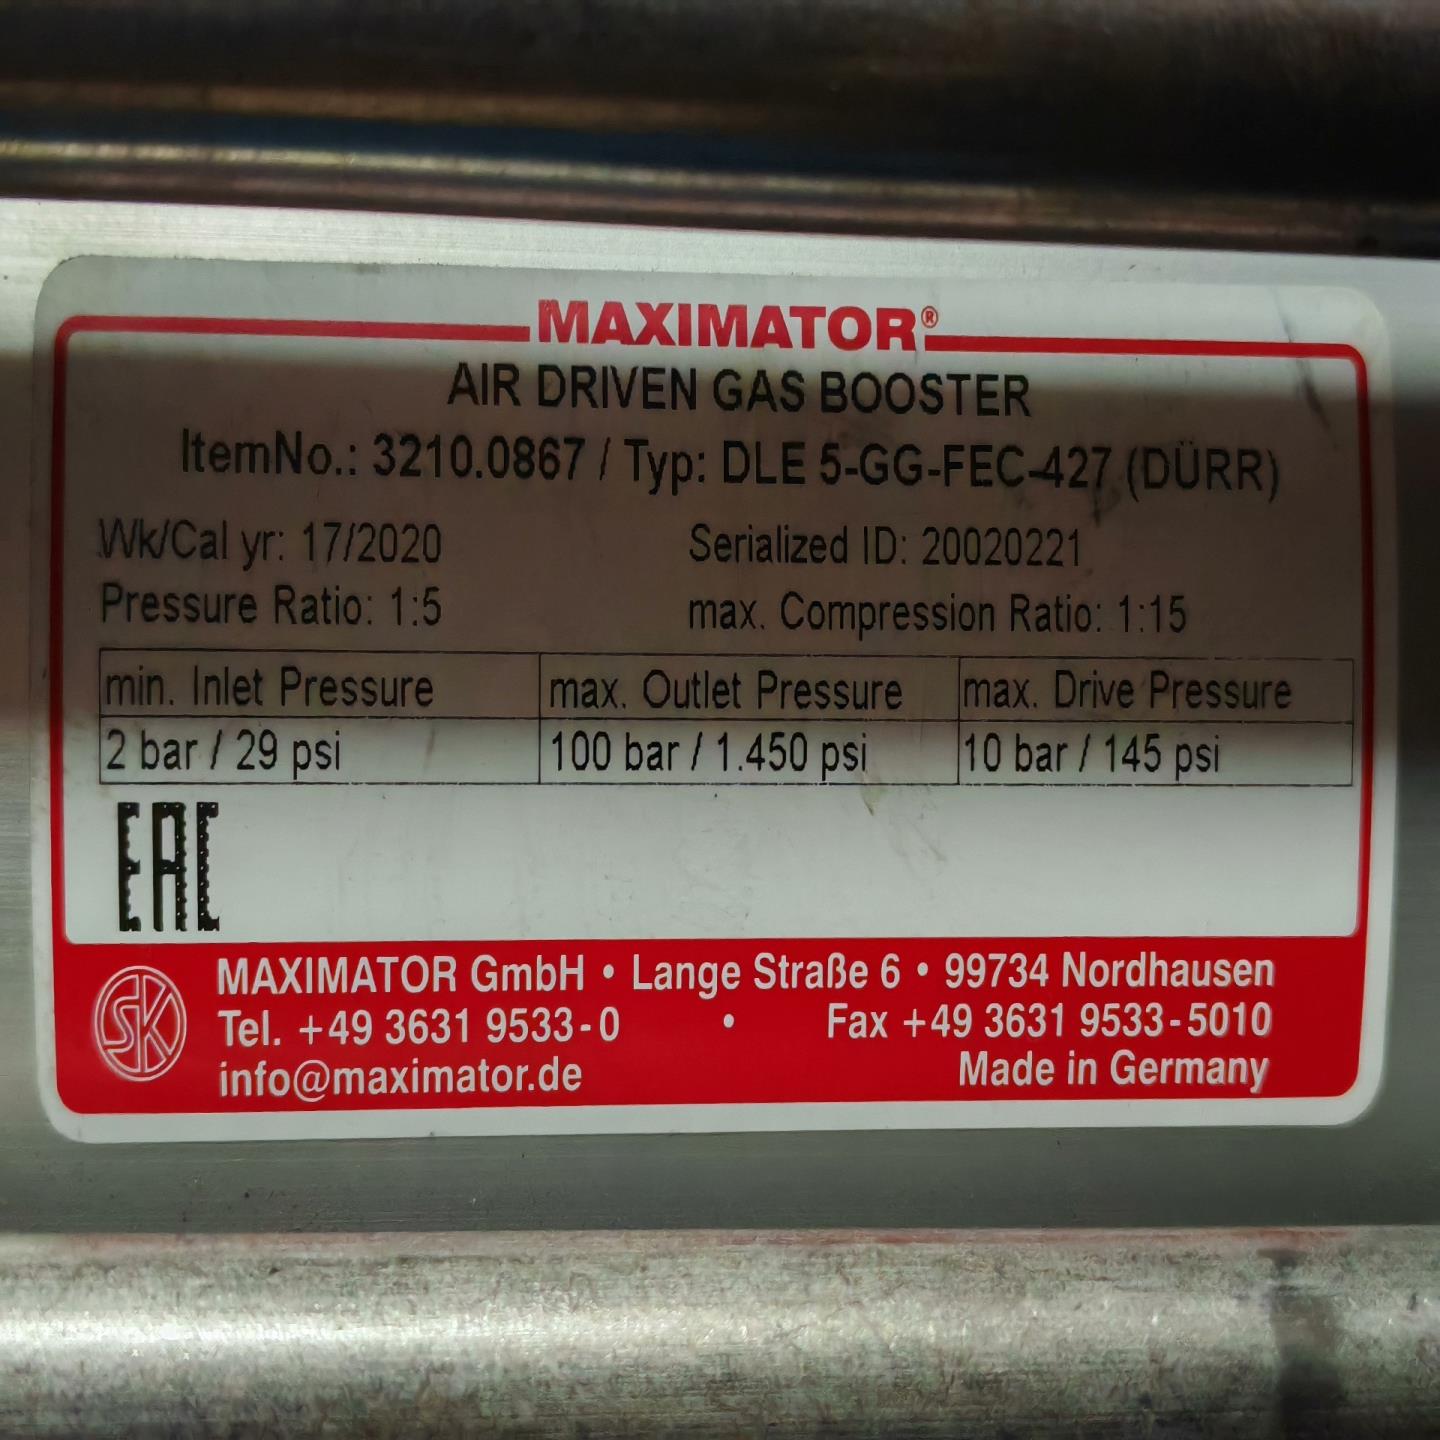 MAXIMATOR®
AIR DRIVEN GAS BOOSTER
ItemNo.: 3210.0867 / Typ: DLE 5-GG-FEC-427 (DÜRR)
Wk/Cal yr: 17/2020 Serialized ID: 20020221
Pressure Ratio: 1:5 max. Compression Ratio: 1:15
min. Inlet Pressure max. Outlet Pressure max. Drive Pressure
2 bar / 29 psi 100 bar / 1.450 psi 10 bar / 145 psi
EAC
SK
MAXIMATOR GmbH • Lange Straße 6 • 99734 Nordhausen
Tel. +49 3631 9533-0 • Fax +49 3631 9533-5010
info@maximator.de Made in Germany